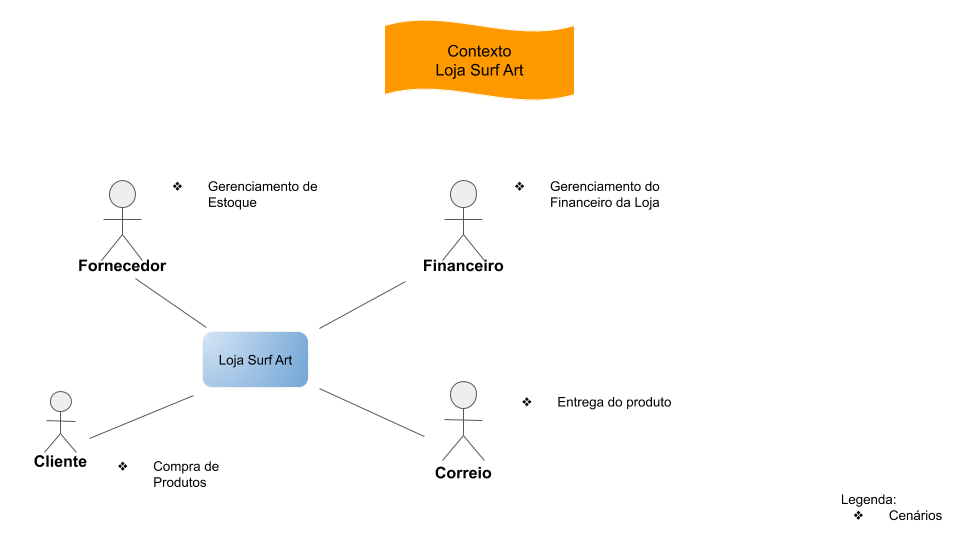 Contexto
Loja Surf Art
❖ Gerenciamento de
Estoque
❖ Gerenciamento do
Financeiro da Loja
Fornecedor
Financeiro
Loja Surf Art
❖ Entrega do produto
Cliente
❖ Compra de
Produtos
Correio
Legenda:
❖ Cenários